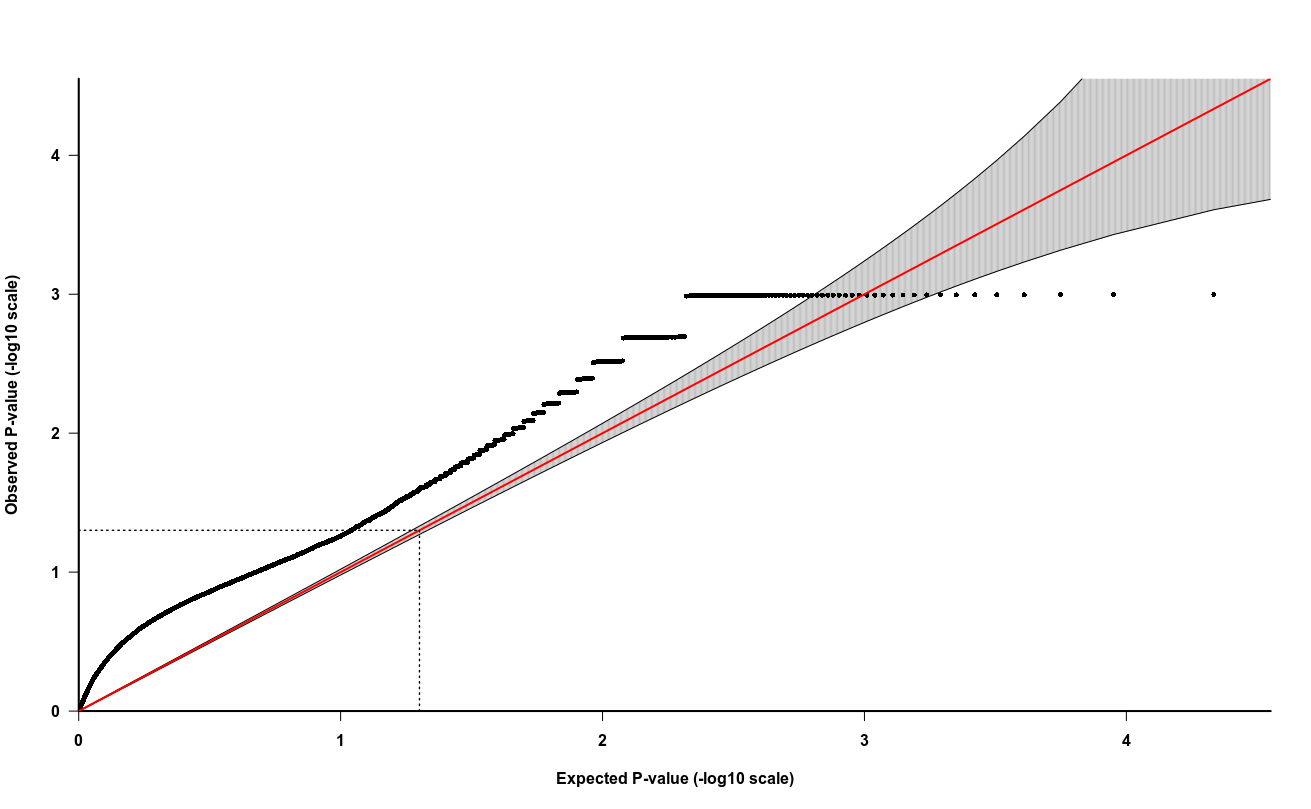 Observed P-value (-log10 scale)
4
3
2
1
0
0 1 2 3 4
Expected P-value (-log10 scale)